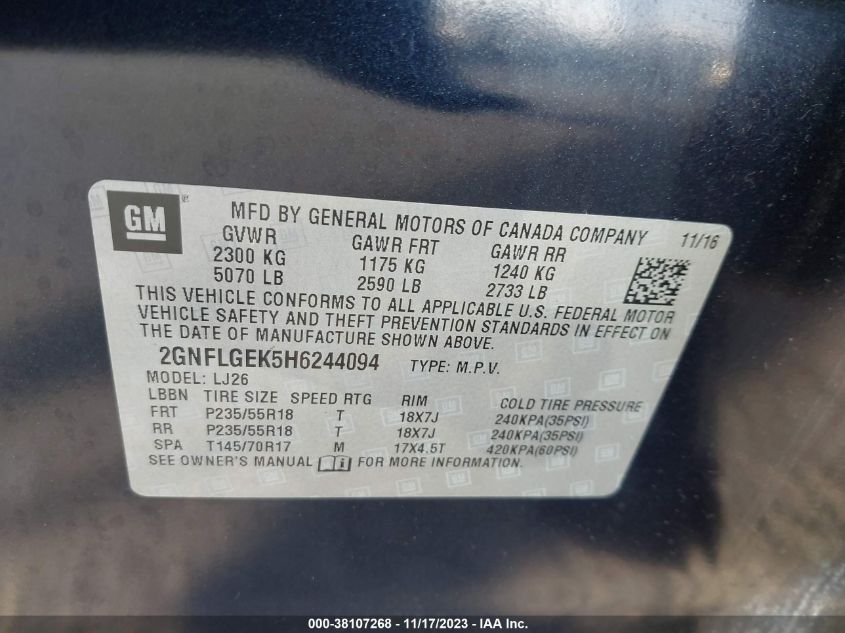 GM ®
MFD BY GENERAL MOTORS OF CANADA COMPANY 11/16
GVWR GAWR FRT GAWR RR
2300 KG 1175 KG 1240 KG
5070 LB 2590 LB 2733 LB
THIS VEHICLE CONFORMS TO ALL APPLICABLE U.S. FEDERAL MOTOR
VEHICLE SAFETY AND THEFT PREVENTION STANDARDS IN EFFECT ON
THE DATE OF MANUFACTURE SHOWN ABOVE.
2GNFLGEK5H6244094 TYPE: M.P.V.
MODEL: LJ26
LBBN TIRE SIZE SPEED RTG RIM COLD TIRE PRESSURE
FRT P235/55R18 T 18X7J 240KPA(35PSI)
RR P235/55R18 T 18X7J 240KPA(35PSI)
SPA T145/70R17 M 17X4.5T 420KPA(60PSI)
SEE OWNER'S MANUAL i FOR MORE INFORMATION.
000-38107268 - 11/17/2023 - IAA Inc.